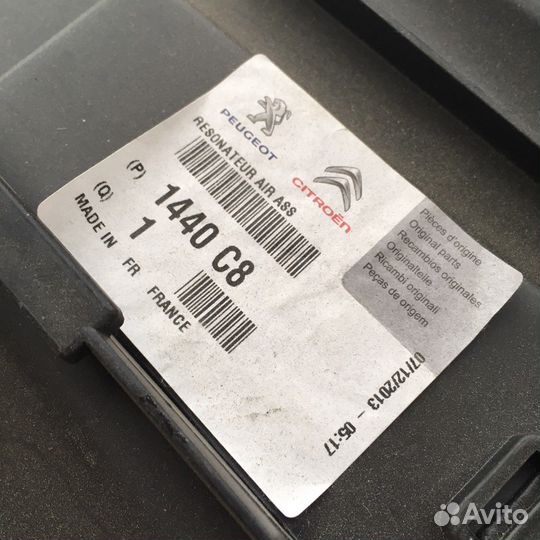 PEUGEOT
CITROËN
RESONATEUR AIR ASS
(P) 1440 C8
(Q) 1
MADE IN FR FRANCE
Pièces d'origine
Original parts
Recambios originales
Originalteile
Ricambi originali
Peças de origem
07/12/2013 - 05:17
Avito